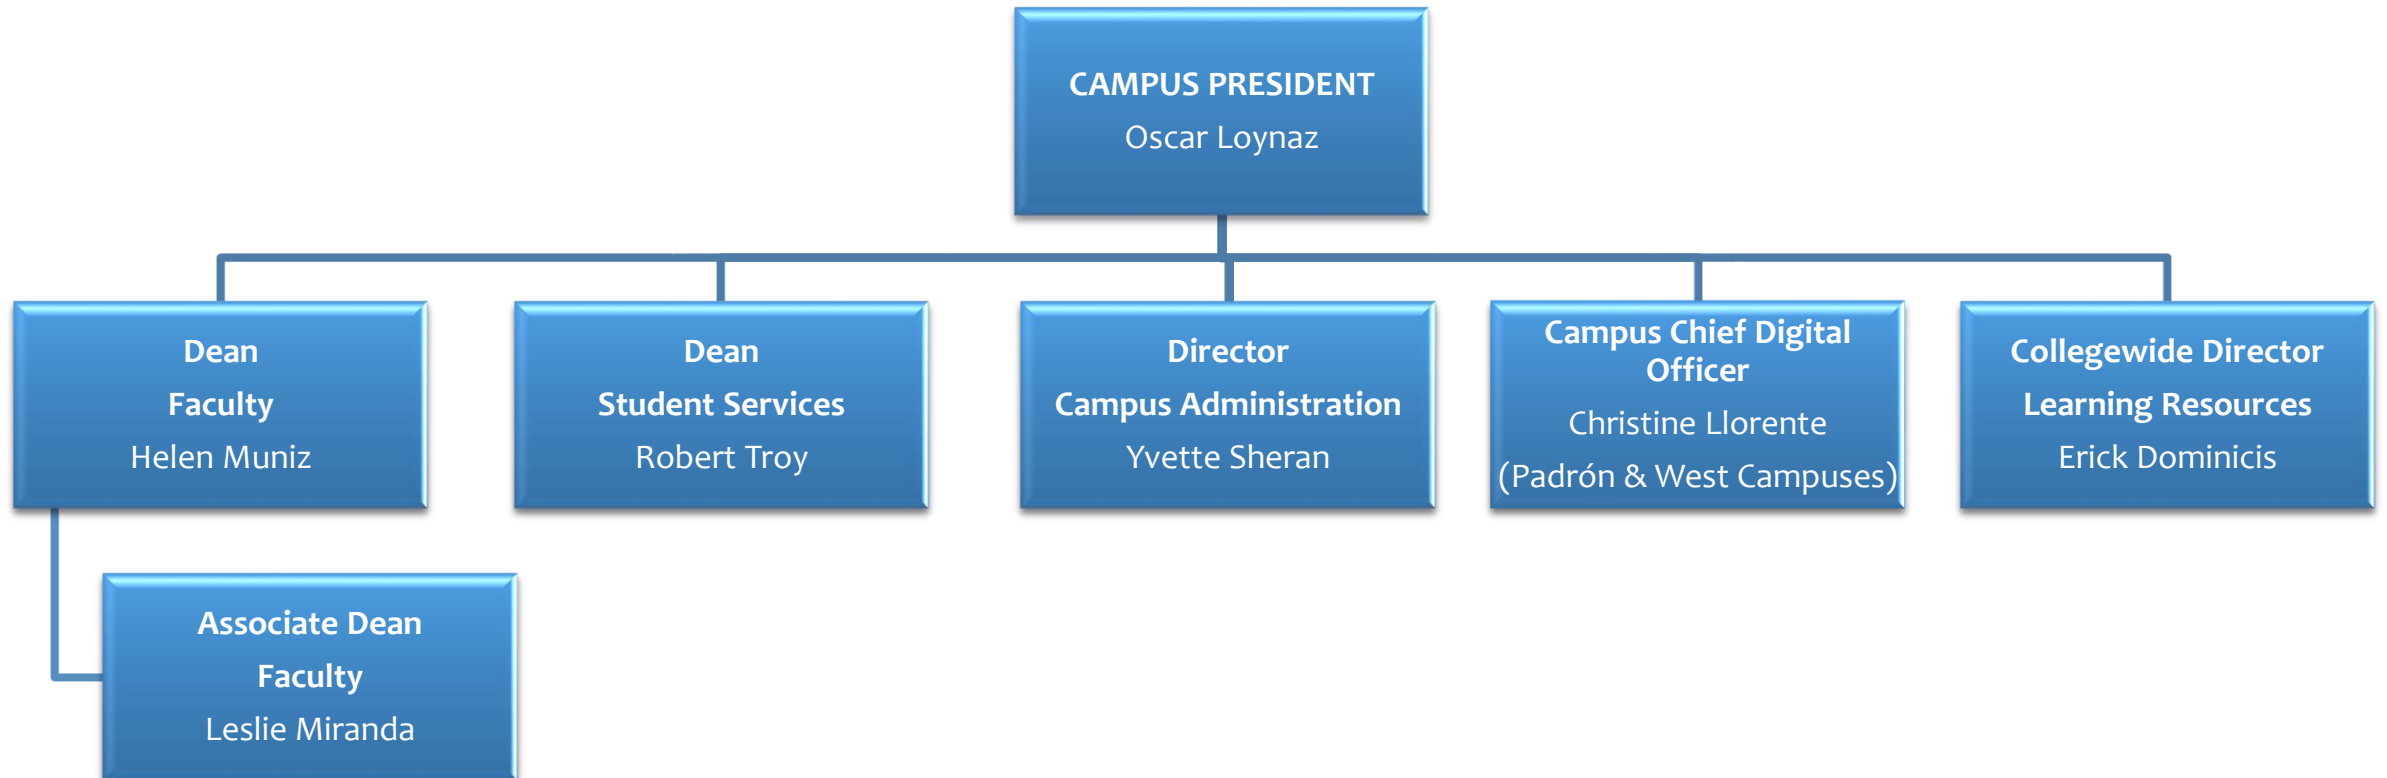 CAMPUS PRESIDENT
Oscar Loynaz
Dean
Faculty
Helen Muniz
Dean
Student Services
Robert Troy
Director
Campus Administration
Yvette Sheran
Campus Chief Digital
Officer
Christine Llorente
(Padrón & West Campuses)
Collegewide Director
Learning Resources
Erick Dominicis
Associate Dean
Faculty
Leslie Miranda